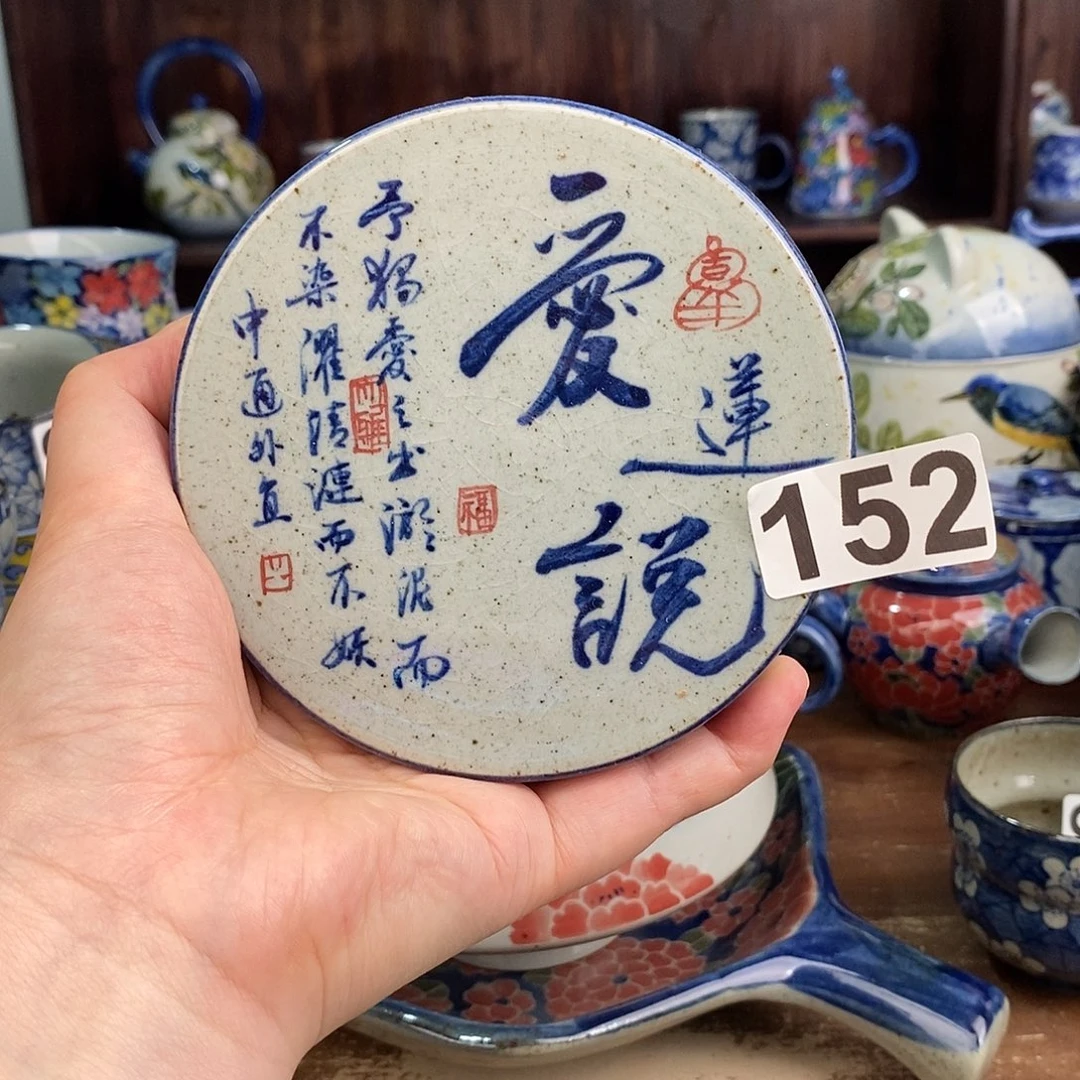 愛蓮說
予獨愛之出淤泥而
不染濯清漣而不妖
中通外直
福
152